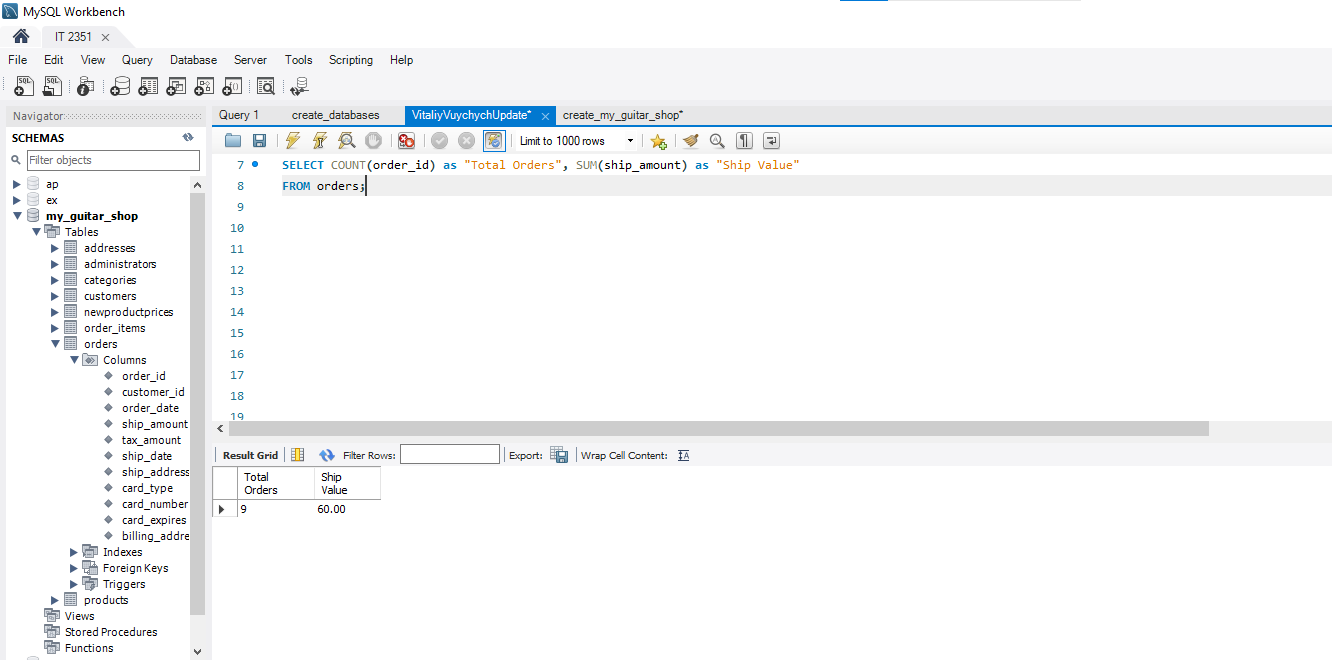 MySQL Workbench
IT 2351
File Edit View Query Database Server Tools Scripting Help
Navigator
SCHEMAS
Filter objects
ap
ex
my_guitar_shop
Tables
addresses
administrators
categories
customers
newproductprices
order_items
orders
Columns
order_id
customer_id
order_date
ship_amount
tax_amount
ship_date
ship_address
card_type
card_number
card_expires
billing_addre
Indexes
Foreign Keys
Triggers
products
Views
Stored Procedures
Functions
Query 1 create_databases VitaliyVuychychUpdate* create_my_guitar_shop*
Limit to 1000 rows
7 SELECT COUNT(order_id) as "Total Orders", SUM(ship_amount) as "Ship Value"
8 FROM orders;
9
10
11
12
13
14
15
16
17
18
19
Result Grid Filter Rows: Export: Wrap Cell Content:
Total Orders Ship Value
9 60.00